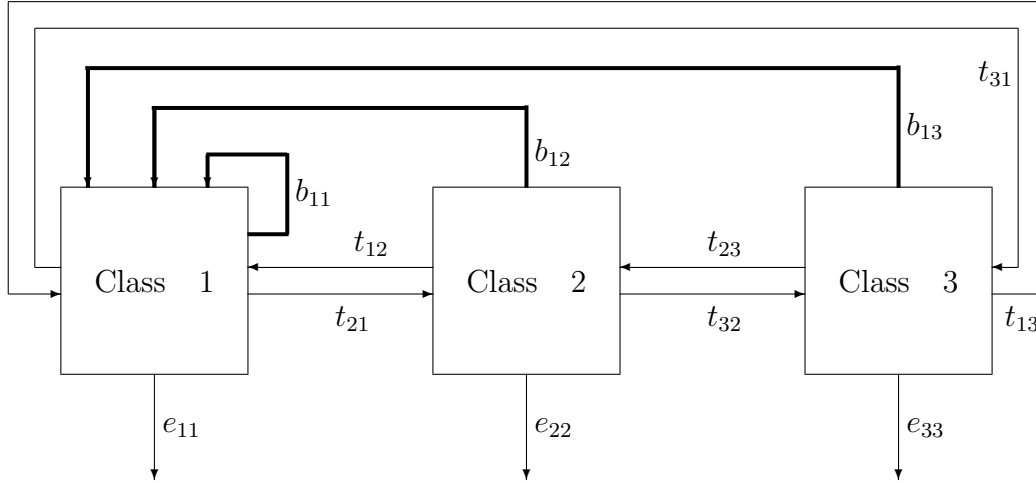 t₃₁
b₁₃
b₁₂
b₁₁
t₁₂
t₂₃
Class 1
Class 2
Class 3
t₂₁
t₃₂
t₁₃
e₁₁
e₂₂
e₃₃